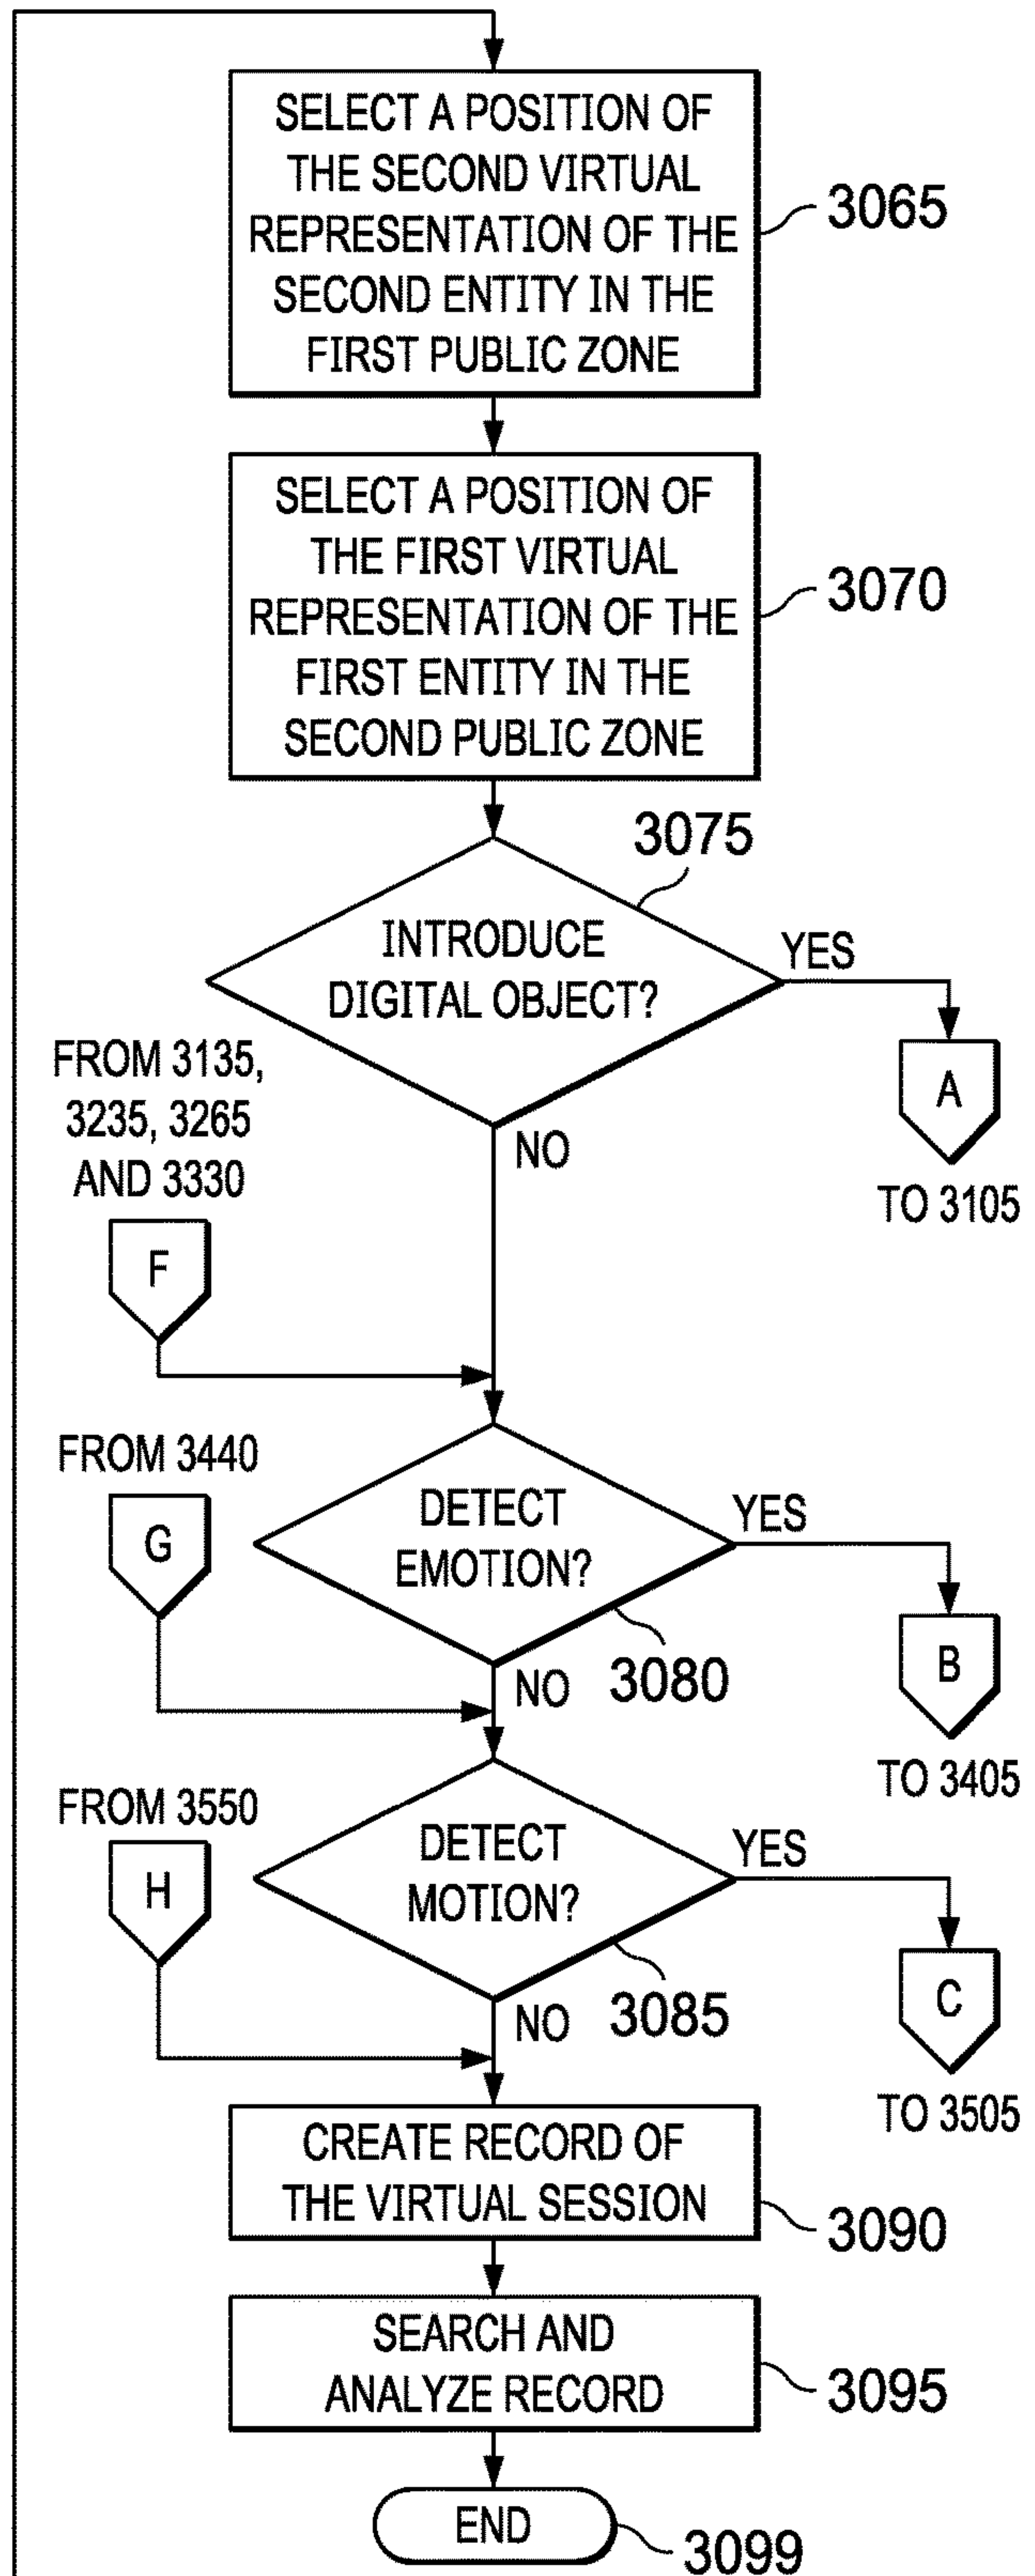 SELECT A POSITION OF
THE SECOND VIRTUAL
REPRESENTATION OF THE
SECOND ENTITY IN THE
FIRST PUBLIC ZONE
3065
SELECT A POSITION OF
THE FIRST VIRTUAL
REPRESENTATION OF THE
FIRST ENTITY IN THE
SECOND PUBLIC ZONE
3070
3075
INTRODUCE
DIGITAL OBJECT?
YES
A
TO 3105
NO
FROM 3135,
3235, 3265
AND 3330
F
FROM 3440
G
DETECT
EMOTION?
YES
3080
NO
B
TO 3405
FROM 3550
H
DETECT
MOTION?
YES
3085
NO
C
TO 3505
CREATE RECORD OF
THE VIRTUAL SESSION
3090
SEARCH AND
ANALYZE RECORD
3095
END
3099